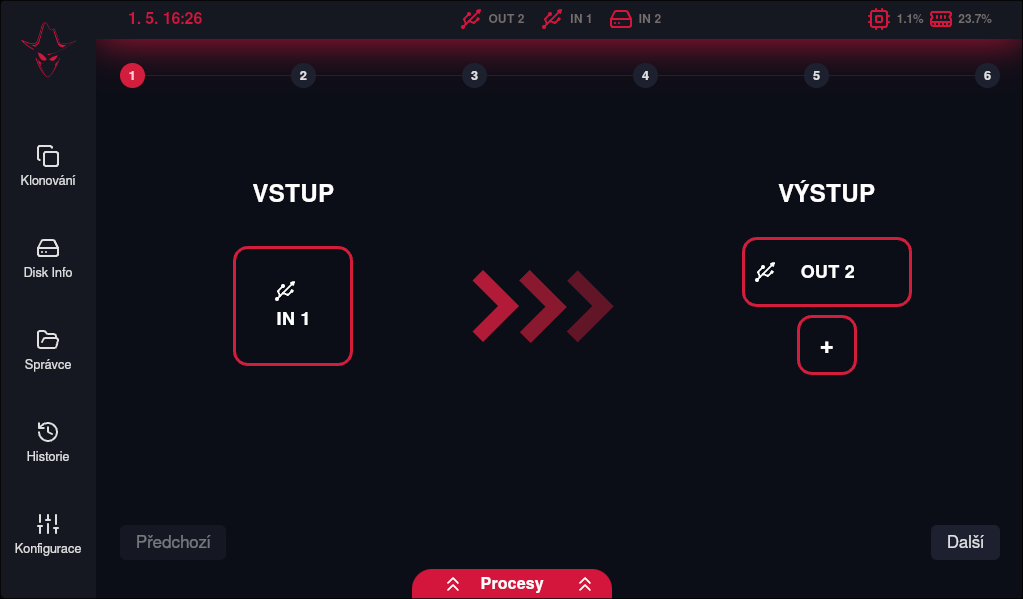 1. 5. 16:26
OUT 2
IN 1
IN 2
1.1%
23.7%
1
2
3
4
5
6
Klonování
Disk Info
Správce
Historie
Konfigurace
VSTUP
IN 1
VÝSTUP
OUT 2
+
Předchozí
Další
Procesy